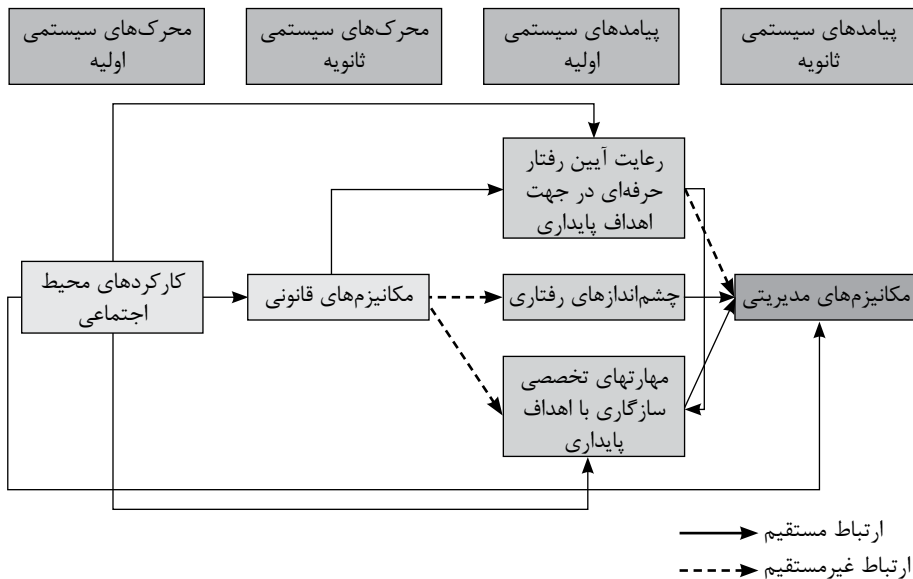 پیامدهای سیستمی
ثانویه
پیامدهای سیستمی
اولیه
محرک‌های سیستمی
ثانویه
محرک‌های سیستمی
اولیه
رعایت آیین رفتار
حرفه‌ای در جهت
اهداف پایداری
مکانیزم‌های مدیریتی
چشم‌اندازهای رفتاری
مکانیزم‌های قانونی
کارکردهای محیط
اجتماعی
مهارتهای تخصصی
سازگاری با اهداف
پایداری
ارتباط مستقیم
ارتباط غیرمستقیم